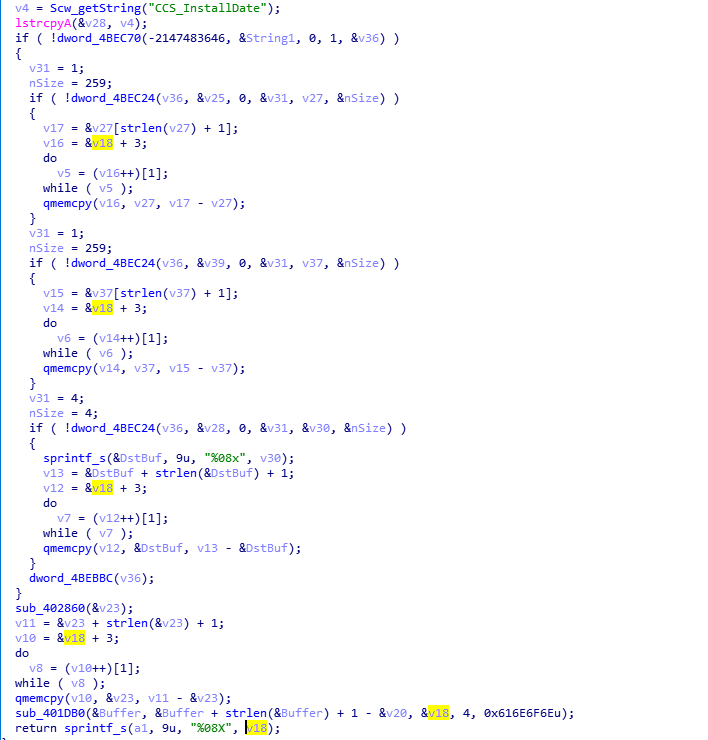 v4 = Scw_getString("CCS_InstallDate");
lstrcpyA(&v28, v4);
if ( !dword_4BEC70(-2147483646, &String1, 0, 1, &v36) )
{
v31 = 1;
nSize = 259;
if ( !dword_4BEC24(v36, &v25, 0, &v31, v27, &nSize) )
{
v17 = &v27[strlen(v27) + 1];
v16 = &v18 + 3;
do
v5 = (v16++)[1];
while ( v5 );
qmemcpy(v16, v27, v17 - v27);
}
v31 = 1;
nSize = 259;
if ( !dword_4BEC24(v36, &v39, 0, &v31, v37, &nSize) )
{
v15 = &v37[strlen(v37) + 1];
v14 = &v18 + 3;
do
v6 = (v14++)[1];
while ( v6 );
qmemcpy(v14, v37, v15 - v37);
}
v31 = 4;
nSize = 4;
if ( !dword_4BEC24(v36, &v28, 0, &v31, &v30, &nSize) )
{
sprintf_s(&DstBuf, 9u, "%08x", v30);
v13 = &DstBuf + strlen(&DstBuf) + 1;
v12 = &v18 + 3;
do
v7 = (v12++)[1];
while ( v7 );
qmemcpy(v12, &DstBuf, v13 - &DstBuf);
}
dword_4BEBBC(v36);
}
sub_402860(&v23);
v11 = &v23 + strlen(&v23) + 1;
v10 = &v18 + 3;
do
v8 = (v10++)[1];
while ( v8 );
qmemcpy(v10, &v23, v11 - &v23);
sub_401DB0(&Buffer, &Buffer + strlen(&Buffer) + 1 - &v20, &v18, 4, 0x616E6F6Eu);
return sprintf_s(a1, 9u, "%08X", v18);